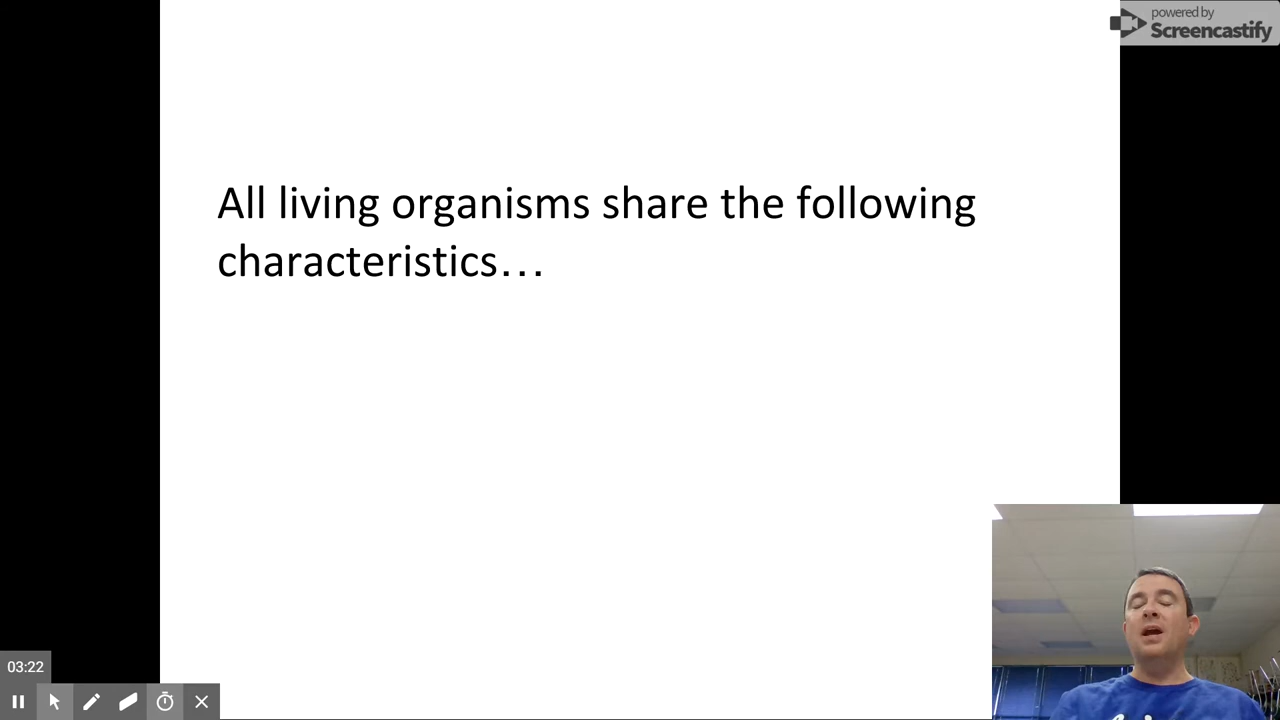 powered by
Screencastify
All living organisms share the following
characteristics…
03:22